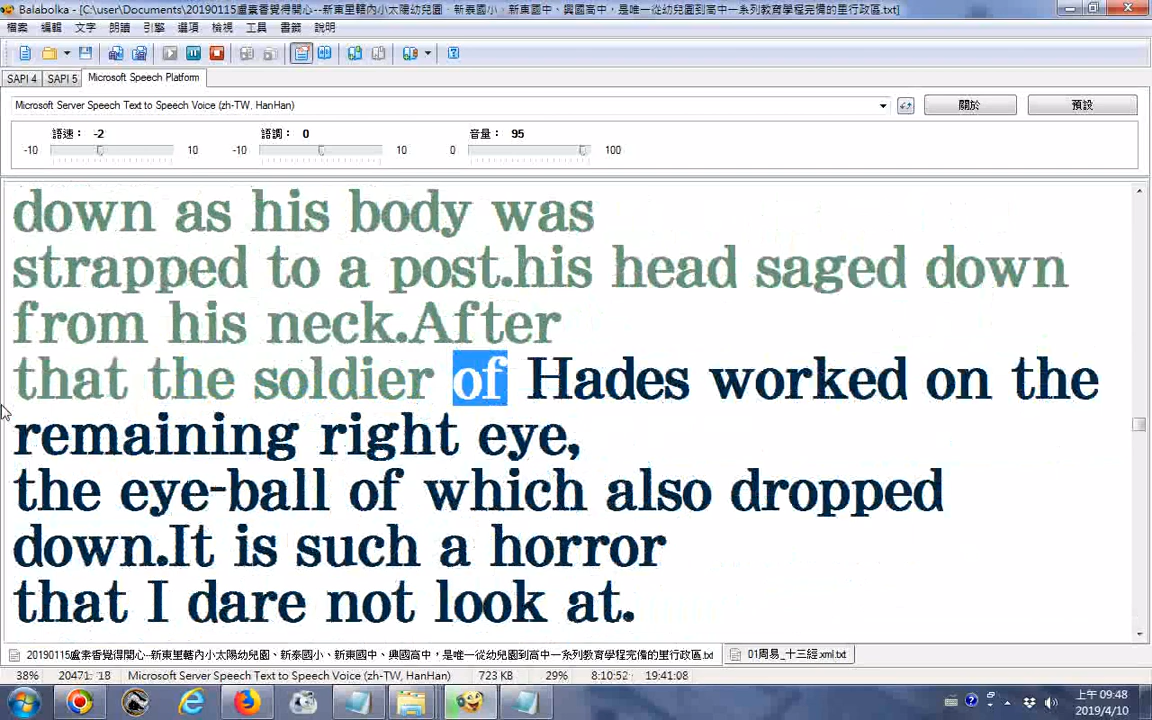 Balabolka - [C:\user\Documents\20190115盧素香覺得開心--新東里轄內小太陽幼兒園、新泰國小、新東國中、興國高中，是唯一從幼兒園到高中一系列教育學程完備的里行政區.txt]
檔案 編輯 文字 朗讀 引擎 選項 檢視 工具 書籤 說明
SAPI 4 SAPI 5 Microsoft Speech Platform
Microsoft Server Speech Text to Speech Voice (zh-TW, HanHan) 關於 預設
語速： -2 語調： 0 音量： 95
-10 10 -10 10 0 100
down as his body was
strapped to a post.his head saged down
from his neck.After
that the soldier of Hades worked on the
remaining right eye,
the eye-ball of which also dropped
down.It is such a horror
that I dare not look at.
20190115盧素香覺得開心--新東里轄內小太陽幼兒園、新泰國小、新東國中、興國高中，是唯一從幼兒園到高中一系列教育學程完備的里行政區.txt 01周易_十三經.xml.txt
38% 20471: 18 Microsoft Server Speech Text to Speech Voice (zh-TW, HanHan) 723 KB 29% 8:10:52 19:41:08
上午 09:48
2019/4/10